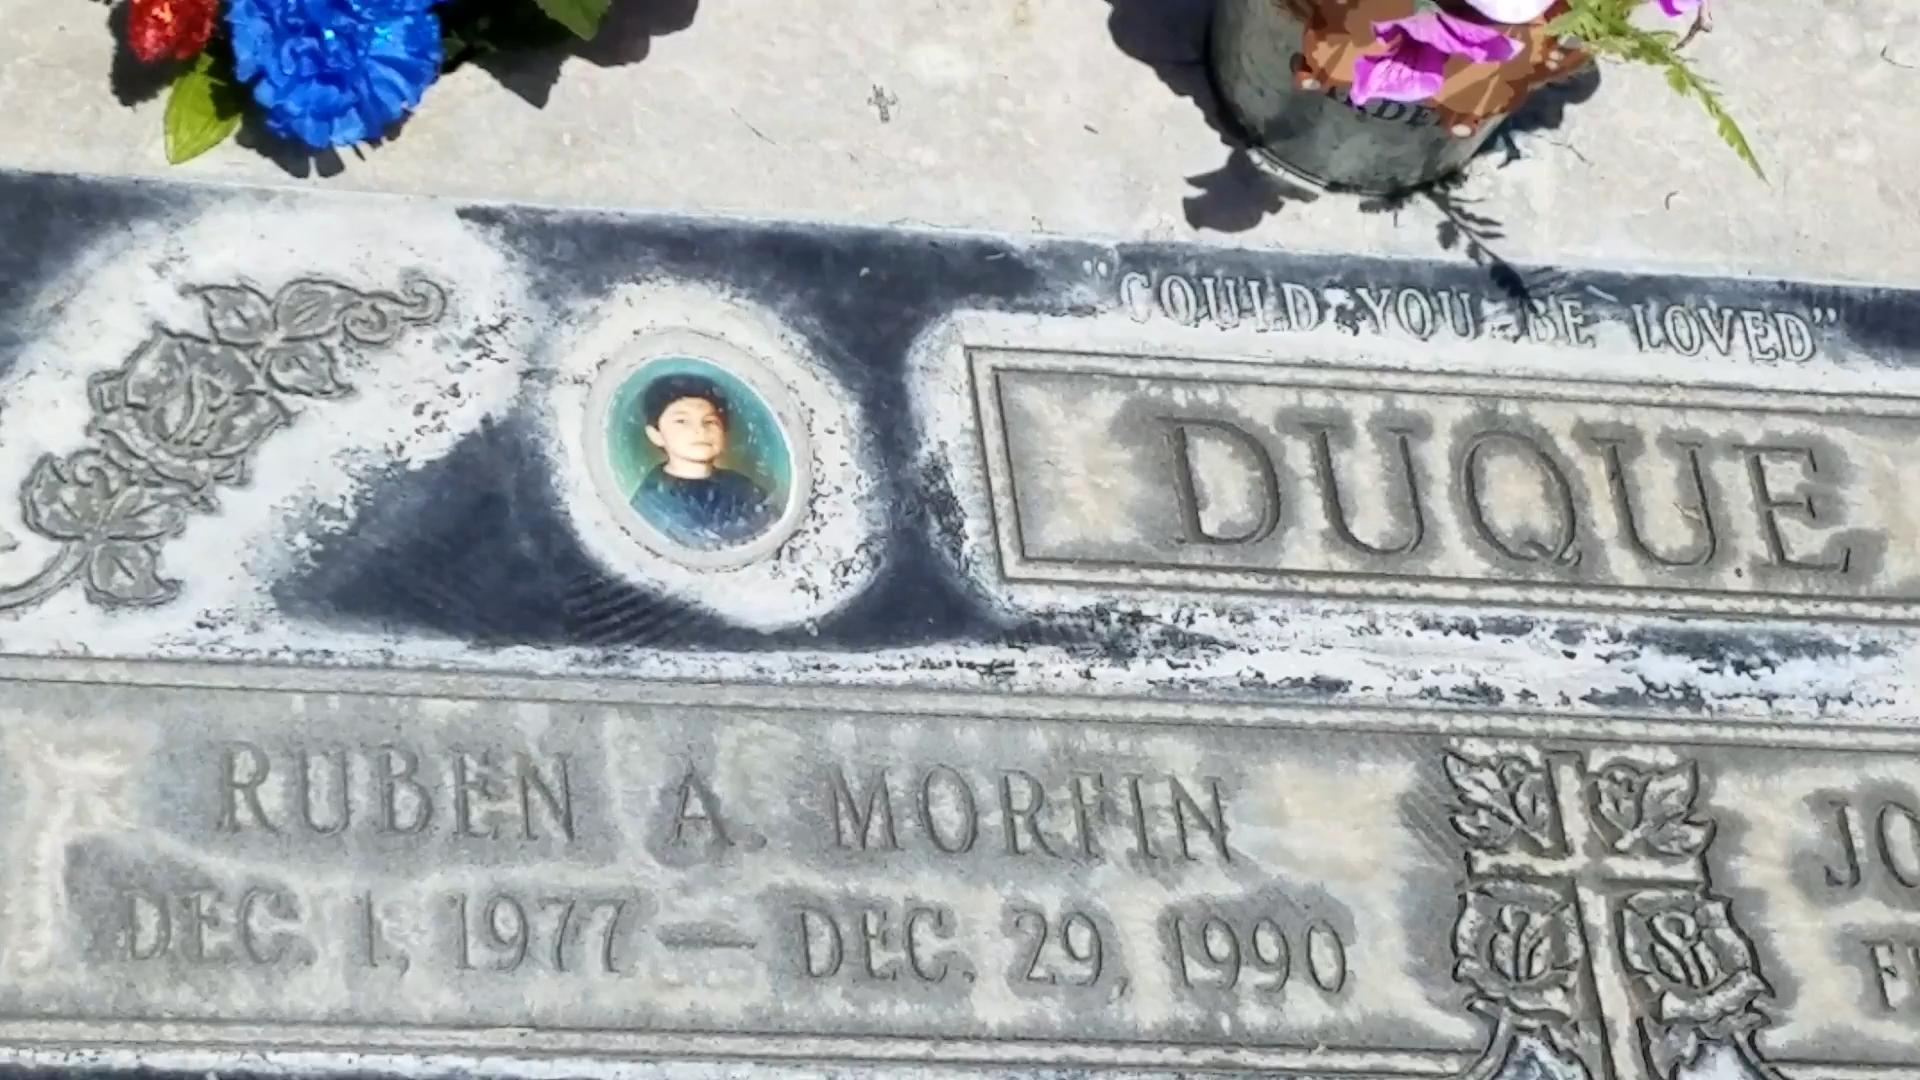 "COULD YOU BE LOVED"
DUQUE
RUBEN A. MORFIN
DEC. 1, 1977 — DEC. 29, 1990